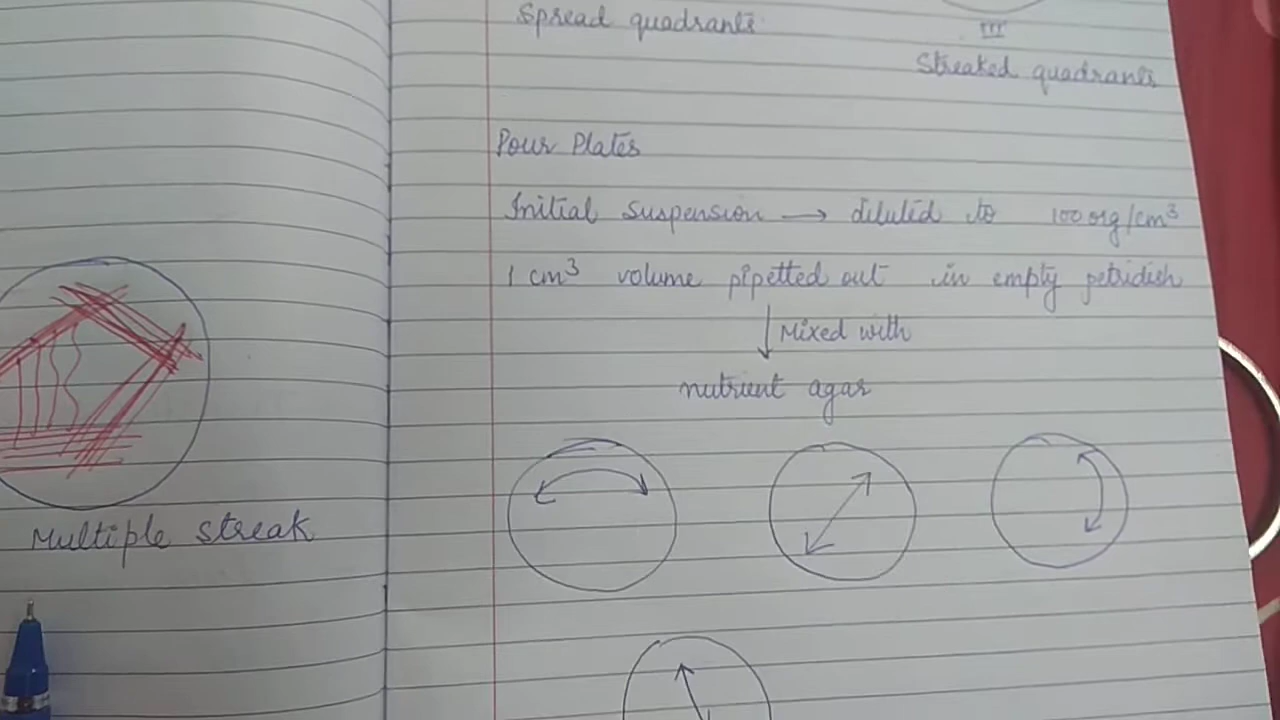 Spread quadrants
III
Streaked quadrants
Pour Plates
Initial suspension → diluted to 100 org/cm³
1 cm³ volume pipetted out in empty petridish
↓ Mixed with
nutrient agar
Multiple streak